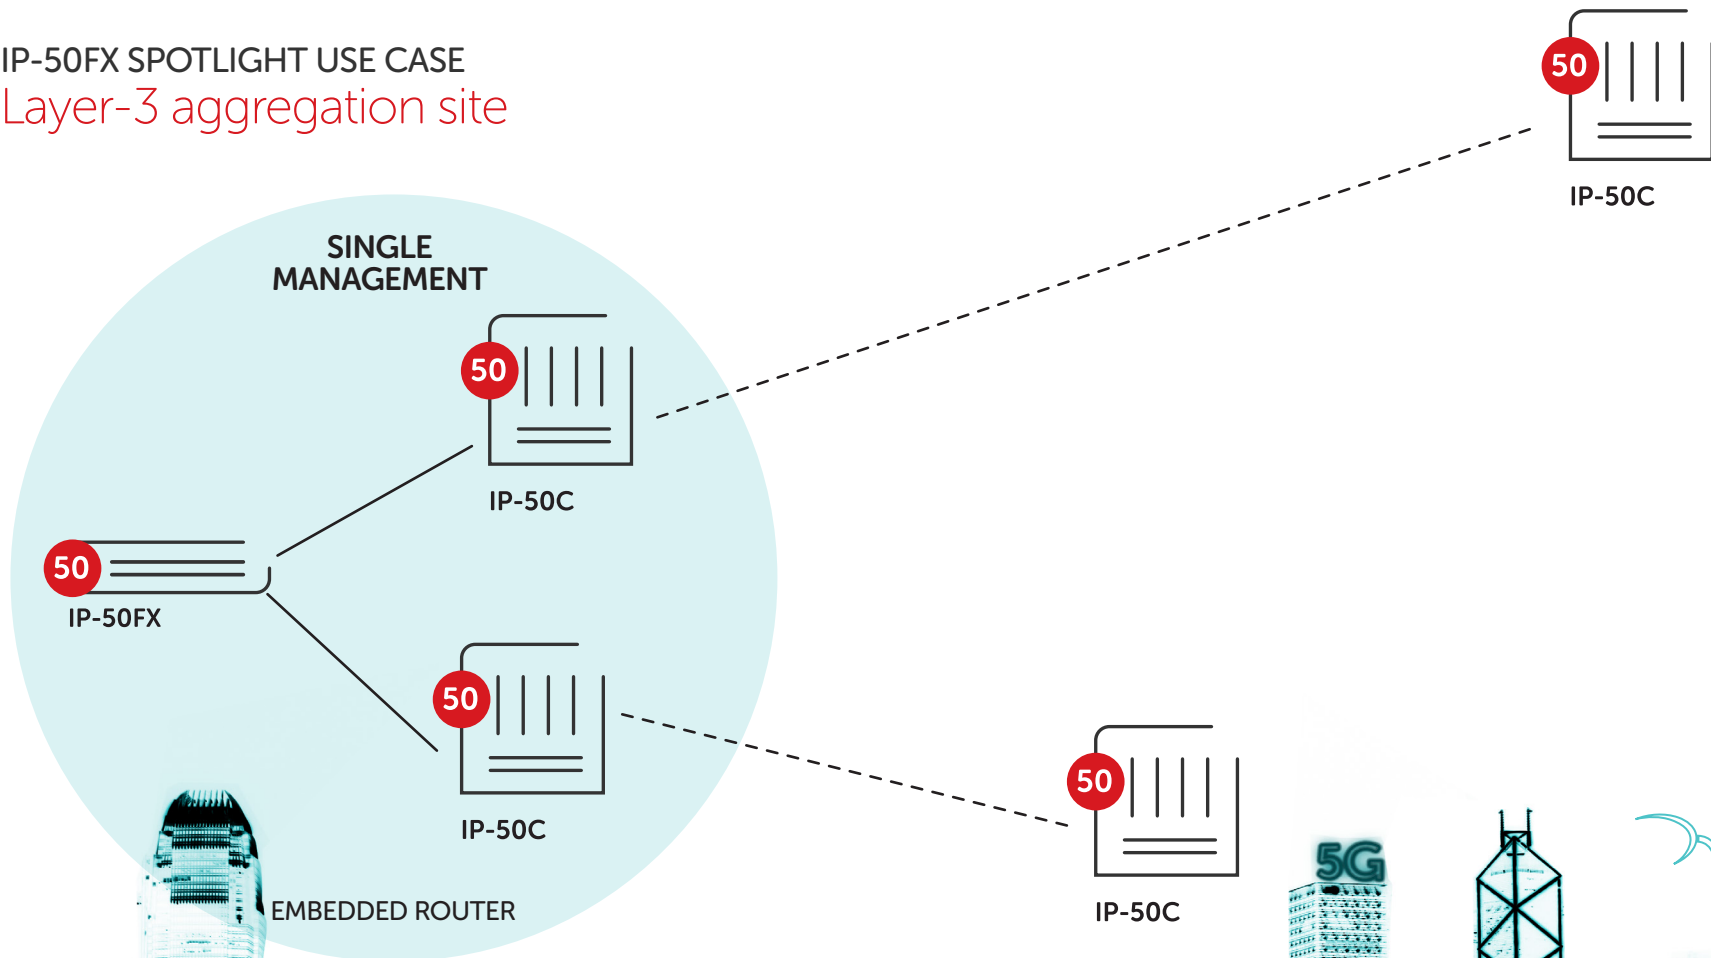 IP-50FX SPOTLIGHT USE CASE
Layer-3 aggregation site
50
IP-50C
SINGLE
MANAGEMENT
50
IP-50C
50
IP-50FX
50
IP-50C
50
IP-50C
5G
EMBEDDED ROUTER